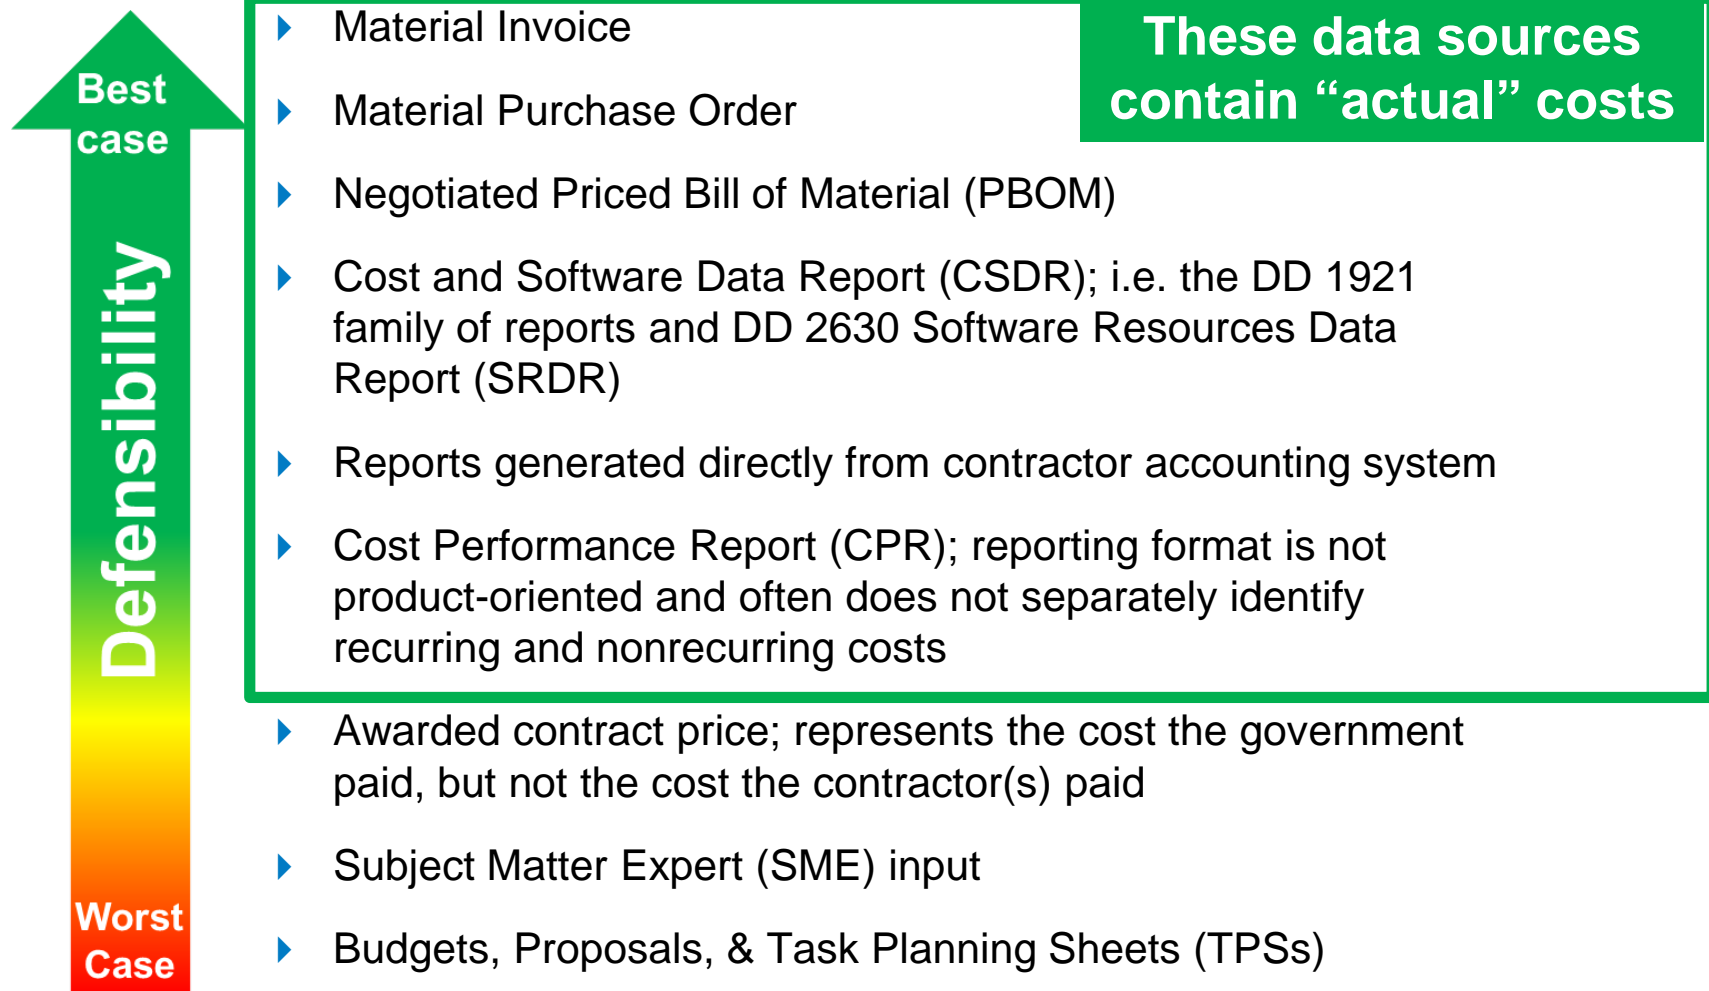 Best
case
Defensibility
Worst
Case
These data sources
contain “actual” costs
Material Invoice
Material Purchase Order
Negotiated Priced Bill of Material (PBOM)
Cost and Software Data Report (CSDR); i.e. the DD 1921
family of reports and DD 2630 Software Resources Data
Report (SRDR)
Reports generated directly from contractor accounting system
Cost Performance Report (CPR); reporting format is not
product-oriented and often does not separately identify
recurring and nonrecurring costs
Awarded contract price; represents the cost the government
paid, but not the cost the contractor(s) paid
Subject Matter Expert (SME) input
Budgets, Proposals, & Task Planning Sheets (TPSs)